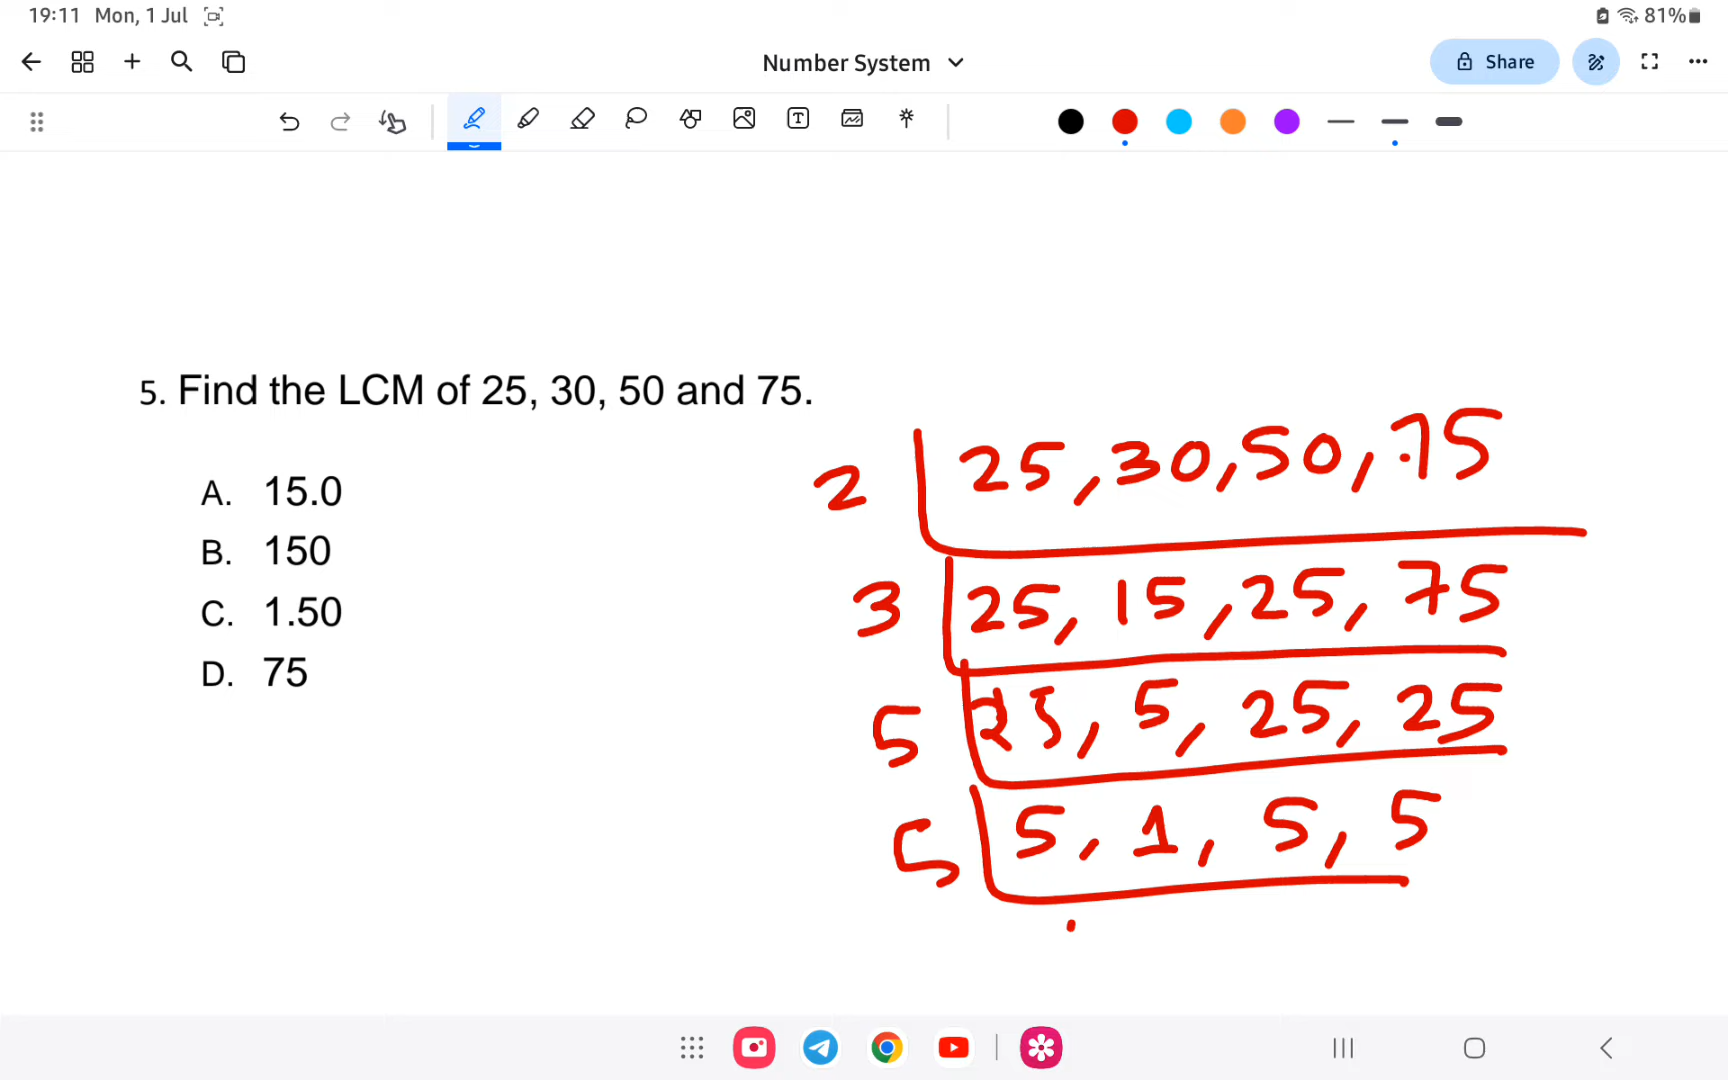 19:11 Mon, 1 Jul
81%
Number System
Share
5. Find the LCM of 25, 30, 50 and 75.
A. 15.0
B. 150
C. 1.50
D. 75
2 25, 30, 50, 75
3 25, 15, 25, 75
5 25, 5, 25, 25
5 5, 1, 5, 5